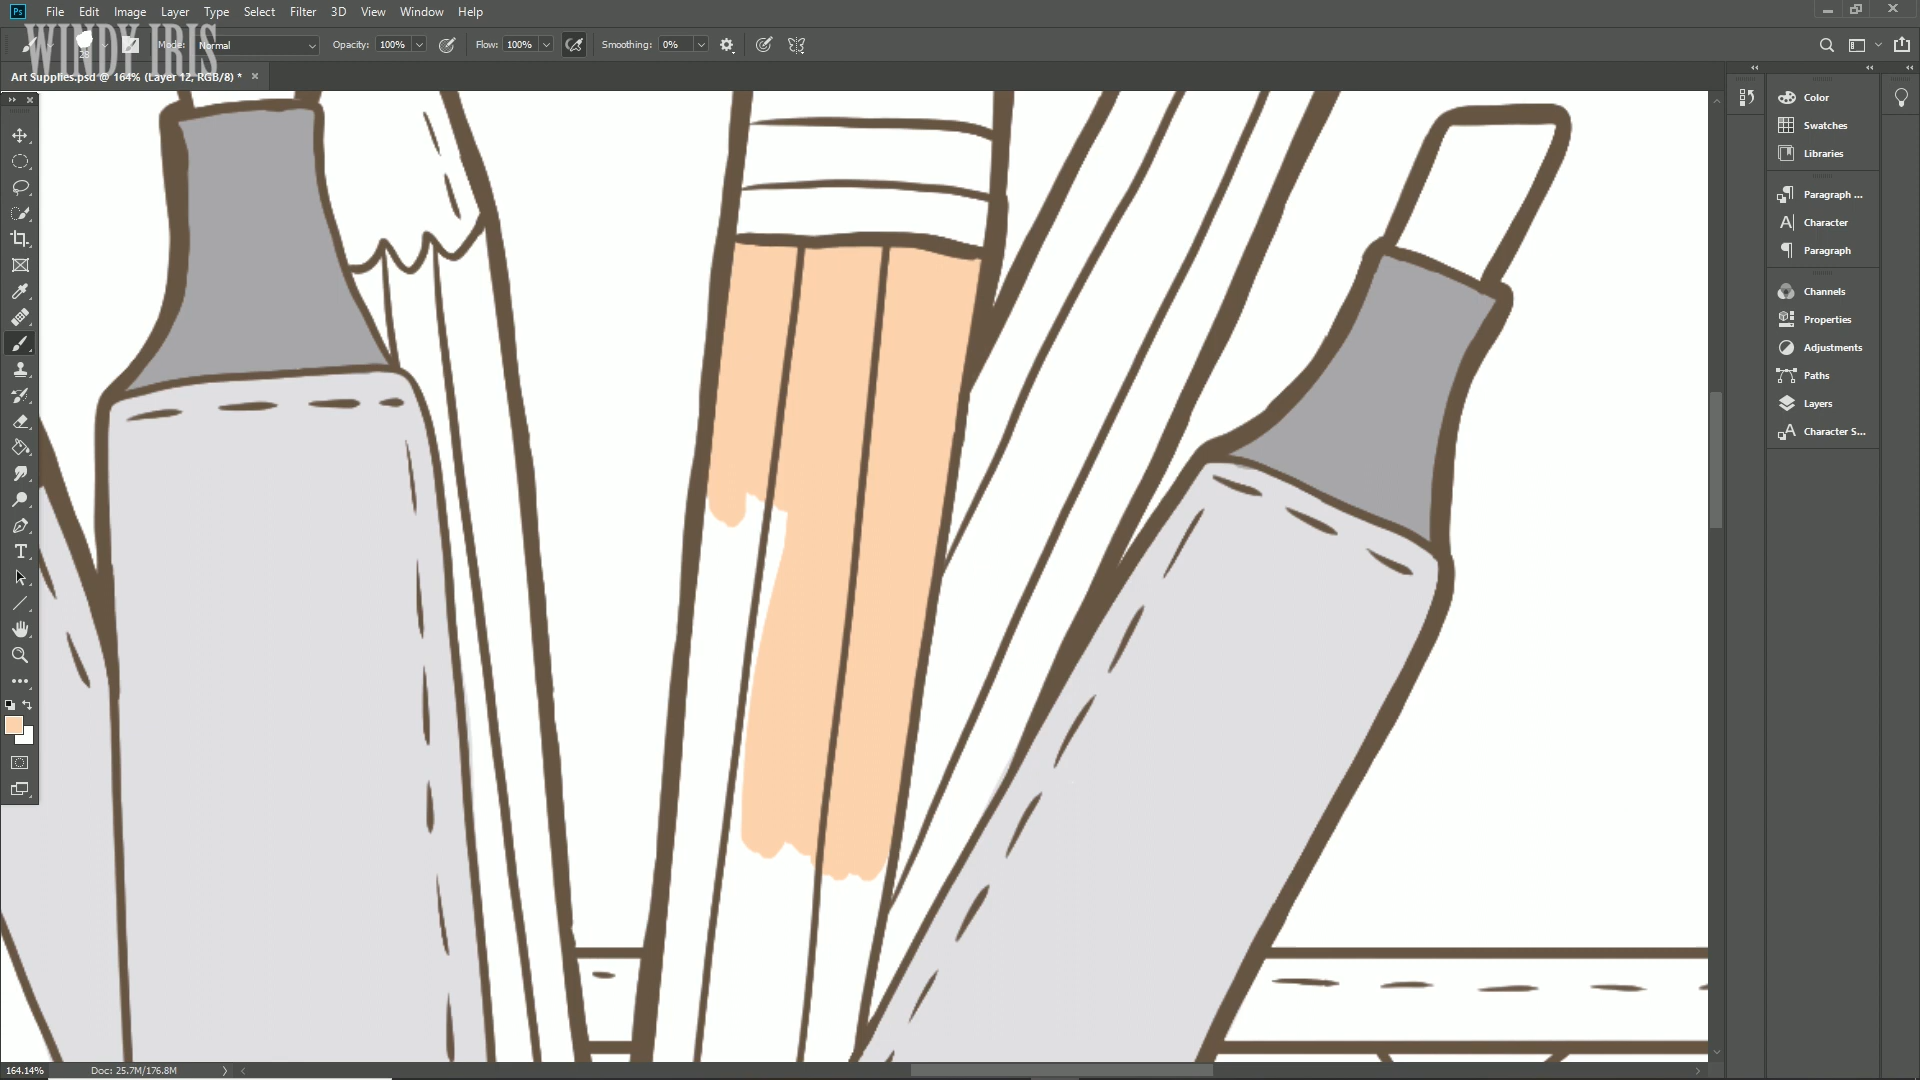 Ps File Edit Image Layer Type Select Filter 3D View Window Help
WINDY IRIS
28 Mode: Normal Opacity: 100% Flow: 100% Smoothing: 0%
Art Supplies.psd @ 164% (Layer 12, RGB/8) *
Color
Swatches
Libraries
Paragraph ...
Character
Paragraph
Channels
Properties
Adjustments
Paths
Layers
Character S...
164.14% Doc: 25.7M/176.8M